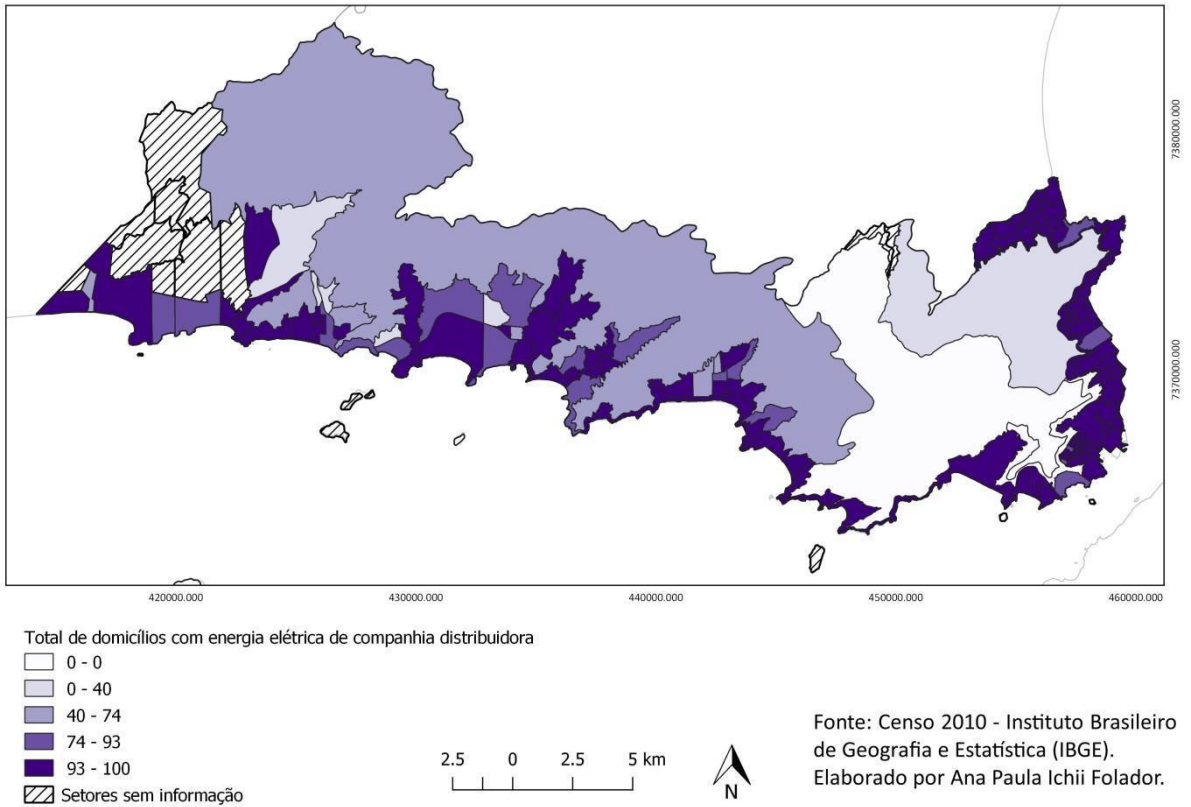 7380000.000
7370000.000
420000.000 430000.000 440000.000 450000.000 460000.000
Total de domicílios com energia elétrica de companhia distribuidora
0 - 0
0 - 40
40 - 74
74 - 93
93 - 100
Setores sem informação
2.5 0 2.5 5 km
N
Fonte: Censo 2010 - Instituto Brasileiro
de Geografia e Estatística (IBGE).
Elaborado por Ana Paula Ichii Folador.